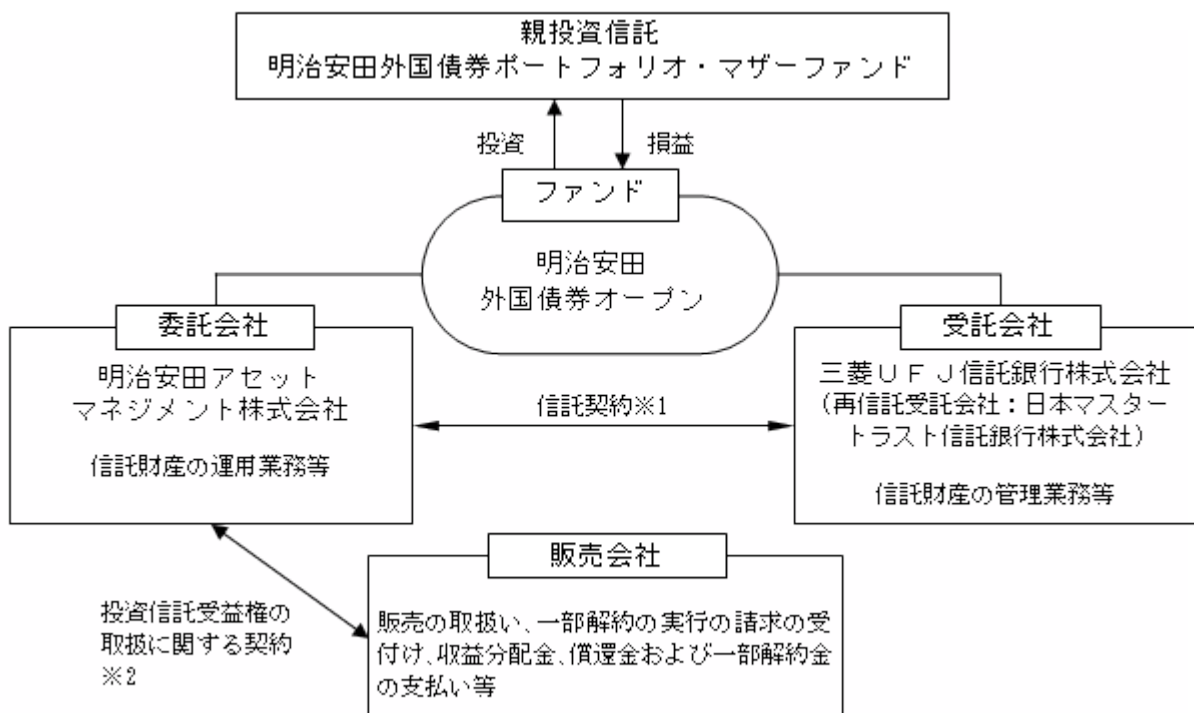 親投資信託
明治安田外国債券ポートフォリオ・マザーファンド
投資
損益
ファンド
明治安田
外国債券オープン
委託会社
明治安田アセット
マネジメント株式会社
信託財産の運用業務等
信託契約※1
受託会社
三菱UFJ信託銀行株式会社
(再信託受託会社:日本マスター
トラスト信託銀行株式会社)
信託財産の管理業務等
投資信託受益権の
取扱に関する契約
※2
販売会社
販売の取扱い、一部解約の実行の請求の受
付け、収益分配金、償還金および一部解約金
の支払い等